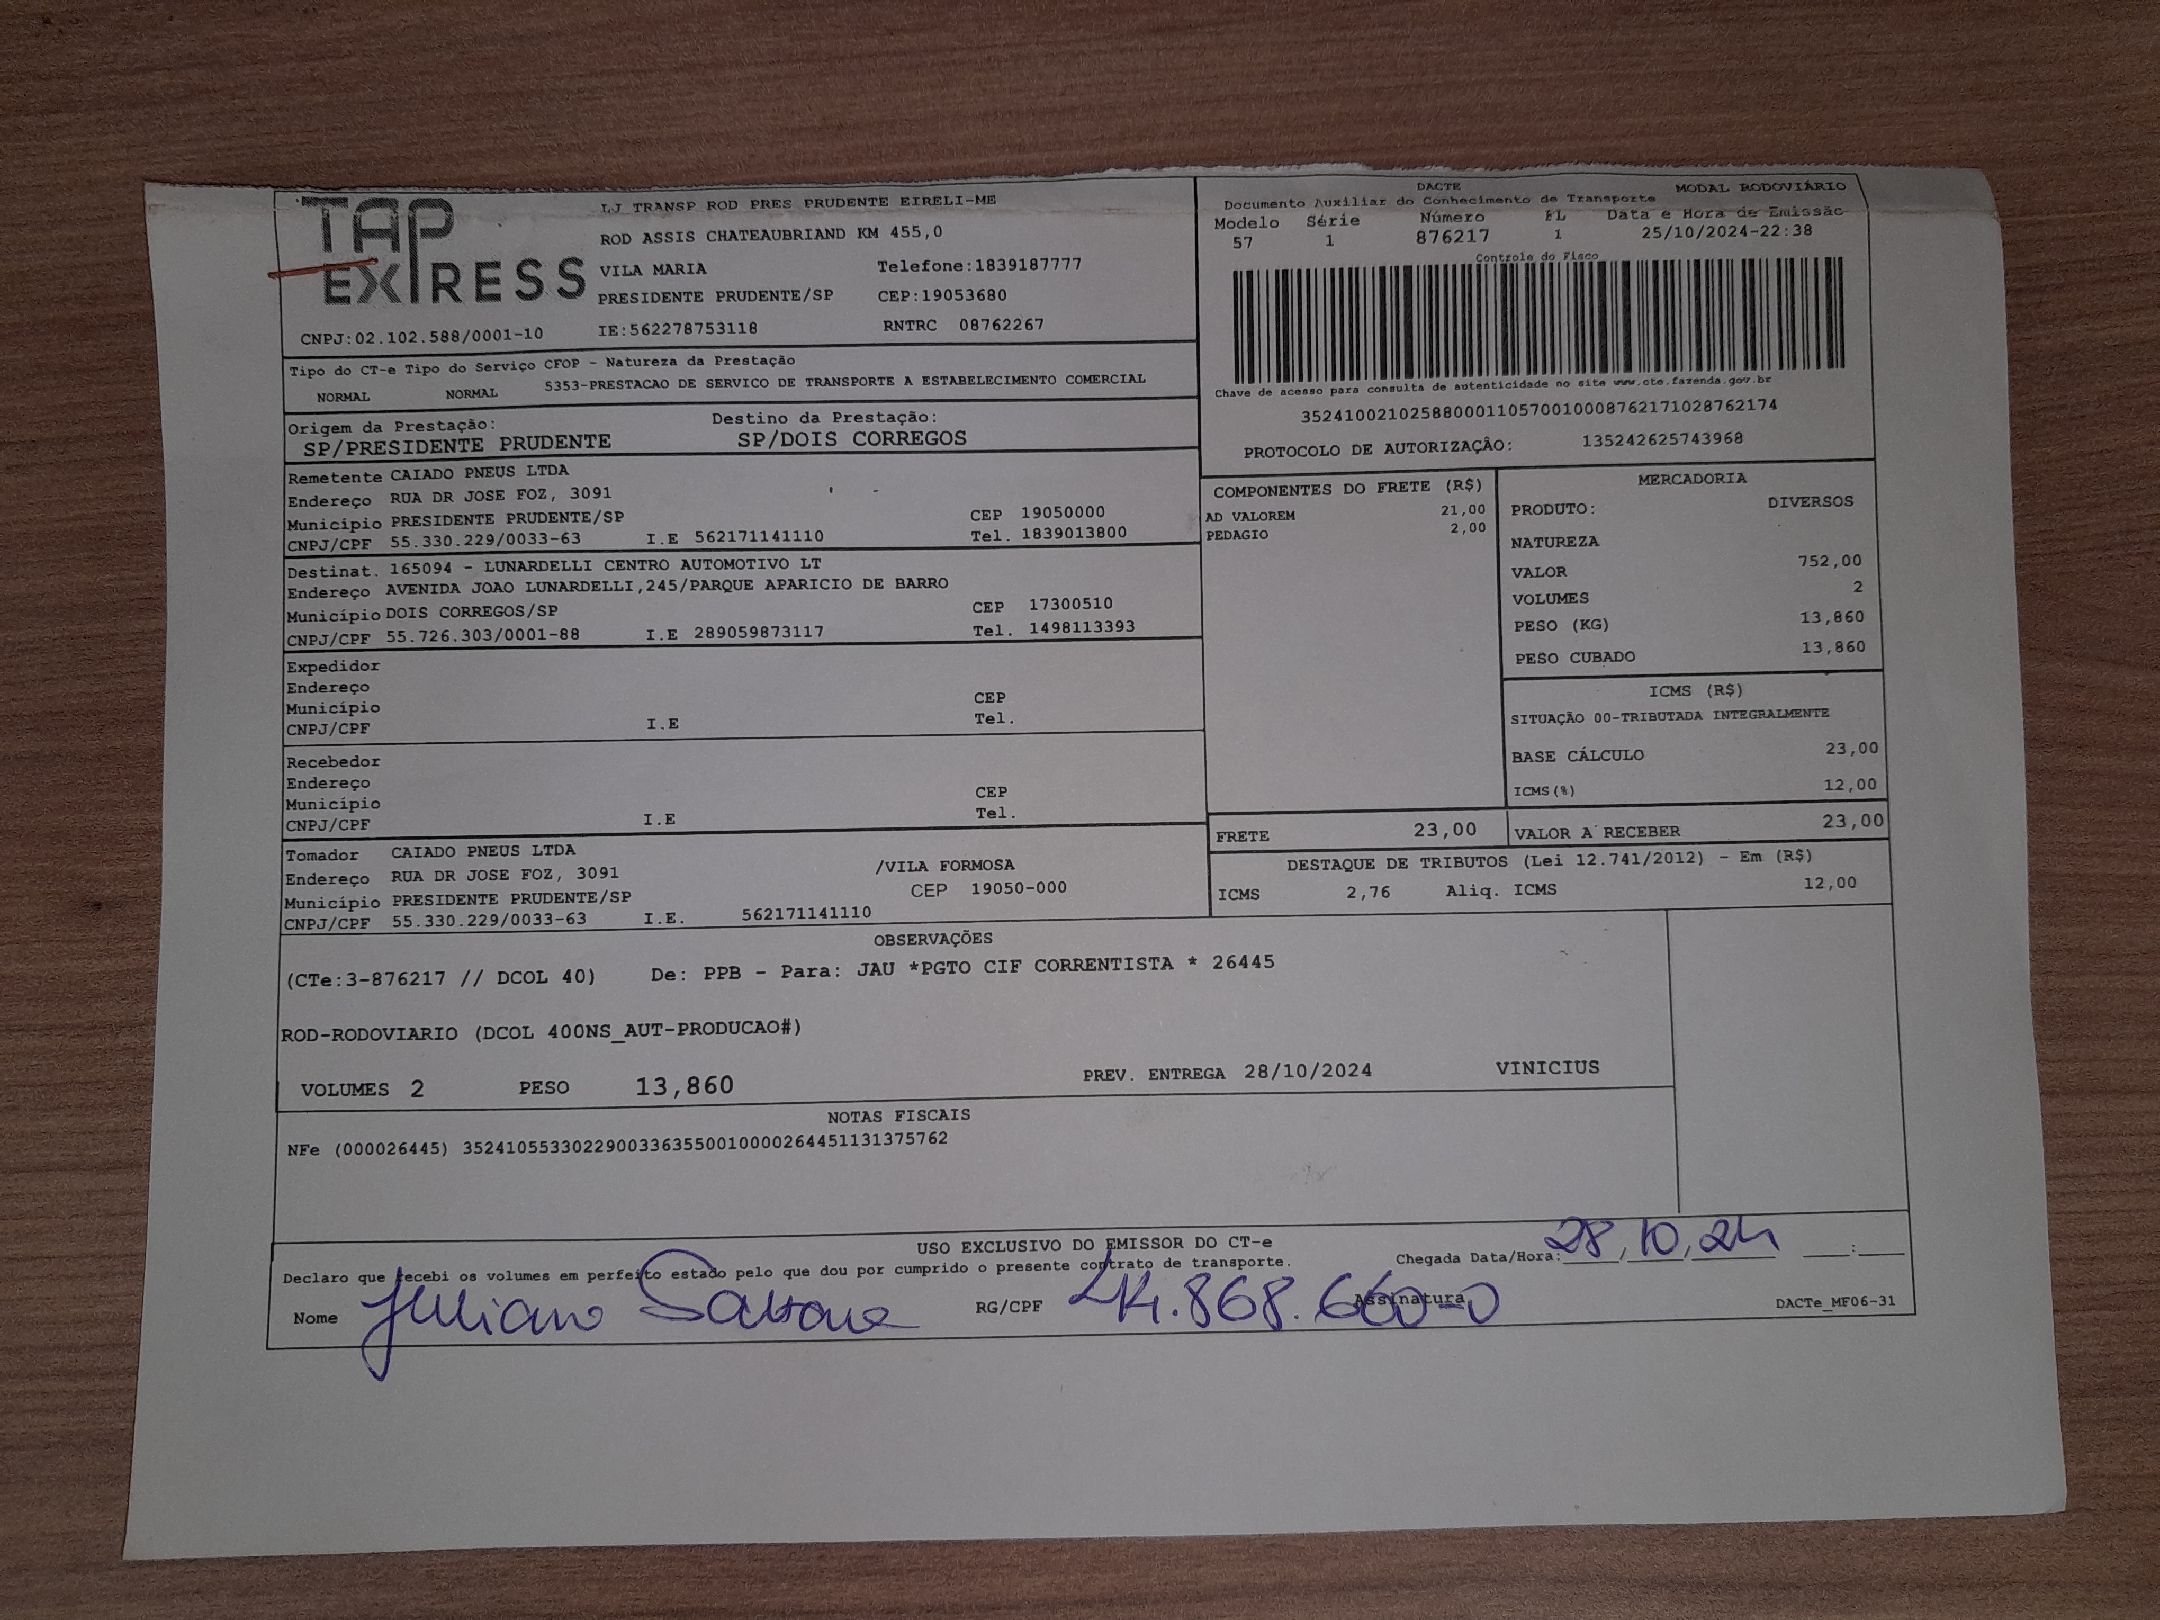 TAP EXPRESS
LJ TRANSP ROD PRES PRUDENTE EIRELI-ME
ROD ASSIS CHATEAUBRIAND KM 455,0
VILA MARIA Telefone:1839187777
PRESIDENTE PRUDENTE/SP CEP:19053680
CNPJ:02.102.588/0001-10 IE:562278753118 RNTRC 08762267
DACTE MODAL RODOVIÁRIO
Documento Auxiliar do Conhecimento de Transporte
Modelo Série Número FL Data e Hora de Emissão
57 1 876217 1 25/10/2024-22:38
Controle do Fisco
Chave de acesso para consulta de autenticidade no site www.cte.fazenda.gov.br
35241002102588000110570010008762171028762174
PROTOCOLO DE AUTORIZAÇÃO: 135242625743968
Tipo do CT-e Tipo do Serviço CFOP - Natureza da Prestação
NORMAL NORMAL 5353-PRESTACAO DE SERVICO DE TRANSPORTE A ESTABELECIMENTO COMERCIAL
Origem da Prestação: Destino da Prestação:
SP/PRESIDENTE PRUDENTE SP/DOIS CORREGOS
Remetente CAIADO PNEUS LTDA
Endereço RUA DR JOSE FOZ, 3091
Município PRESIDENTE PRUDENTE/SP CEP 19050000
CNPJ/CPF 55.330.229/0033-63 I.E 562171141110 Tel. 1839013800
Destinat. 165094 - LUNARDELLI CENTRO AUTOMOTIVO LT
Endereço AVENIDA JOAO LUNARDELLI,245/PARQUE APARICIO DE BARRO
Município DOIS CORREGOS/SP CEP 17300510
CNPJ/CPF 55.726.303/0001-88 I.E 289059873117 Tel. 1498113393
Expedidor
Endereço
Município CEP
CNPJ/CPF I.E Tel.
Recebedor
Endereço
Município CEP
CNPJ/CPF I.E Tel.
Tomador CAIADO PNEUS LTDA
Endereço RUA DR JOSE FOZ, 3091 /VILA FORMOSA
Município PRESIDENTE PRUDENTE/SP CEP 19050-000
CNPJ/CPF 55.330.229/0033-63 I.E. 562171141110
COMPONENTES DO FRETE (R$)
AD VALOREM 21,00
PEDAGIO 2,00
MERCADORIA
PRODUTO: DIVERSOS
NATUREZA
VALOR 752,00
VOLUMES 2
PESO (KG) 13,860
PESO CUBADO 13,860
ICMS (R$)
SITUAÇÃO 00-TRIBUTADA INTEGRALMENTE
BASE CÁLCULO 23,00
ICMS(%) 12,00
FRETE 23,00 VALOR A RECEBER 23,00
DESTAQUE DE TRIBUTOS (Lei 12.741/2012) - Em (R$)
ICMS 2,76 Aliq. ICMS 12,00
OBSERVAÇÕES
(CTe:3-876217 // DCOL 40) De: PPB - Para: JAU *PGTO CIF CORRENTISTA * 26445
ROD-RODOVIARIO (DCOL 400NS_AUT-PRODUCAO#)
VOLUMES 2 PESO 13,860 PREV. ENTREGA 28/10/2024 VINICIUS
NOTAS FISCAIS
NFe (000026445) 35241055330229003363550010000264451131375762
USO EXCLUSIVO DO EMISSOR DO CT-e
Chegada Data/Hora: 28/10/24 __:__
Declaro que recebi os volumes em perfeito estado pelo que dou por cumprido o presente contrato de transporte.
Nome Juliano RG/CPF 44.868.660-0 Assinatura
DACTe_MF06-31